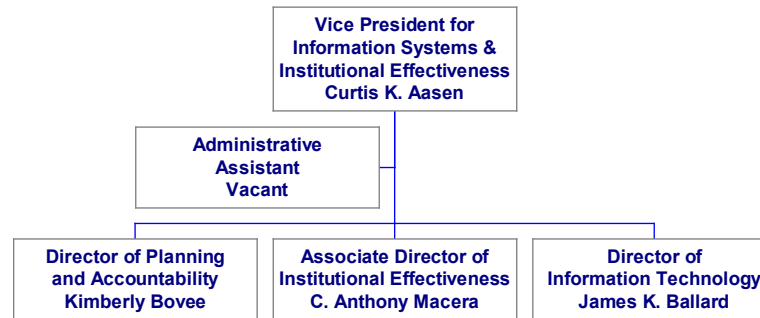 Vice President for
Information Systems &
Institutional Effectiveness
Curtis K. Aasen
Administrative
Assistant
Vacant
Director of Planning
and Accountability
Kimberly Bovee
Associate Director of
Institutional Effectiveness
C. Anthony Macera
Director of
Information Technology
James K. Ballard